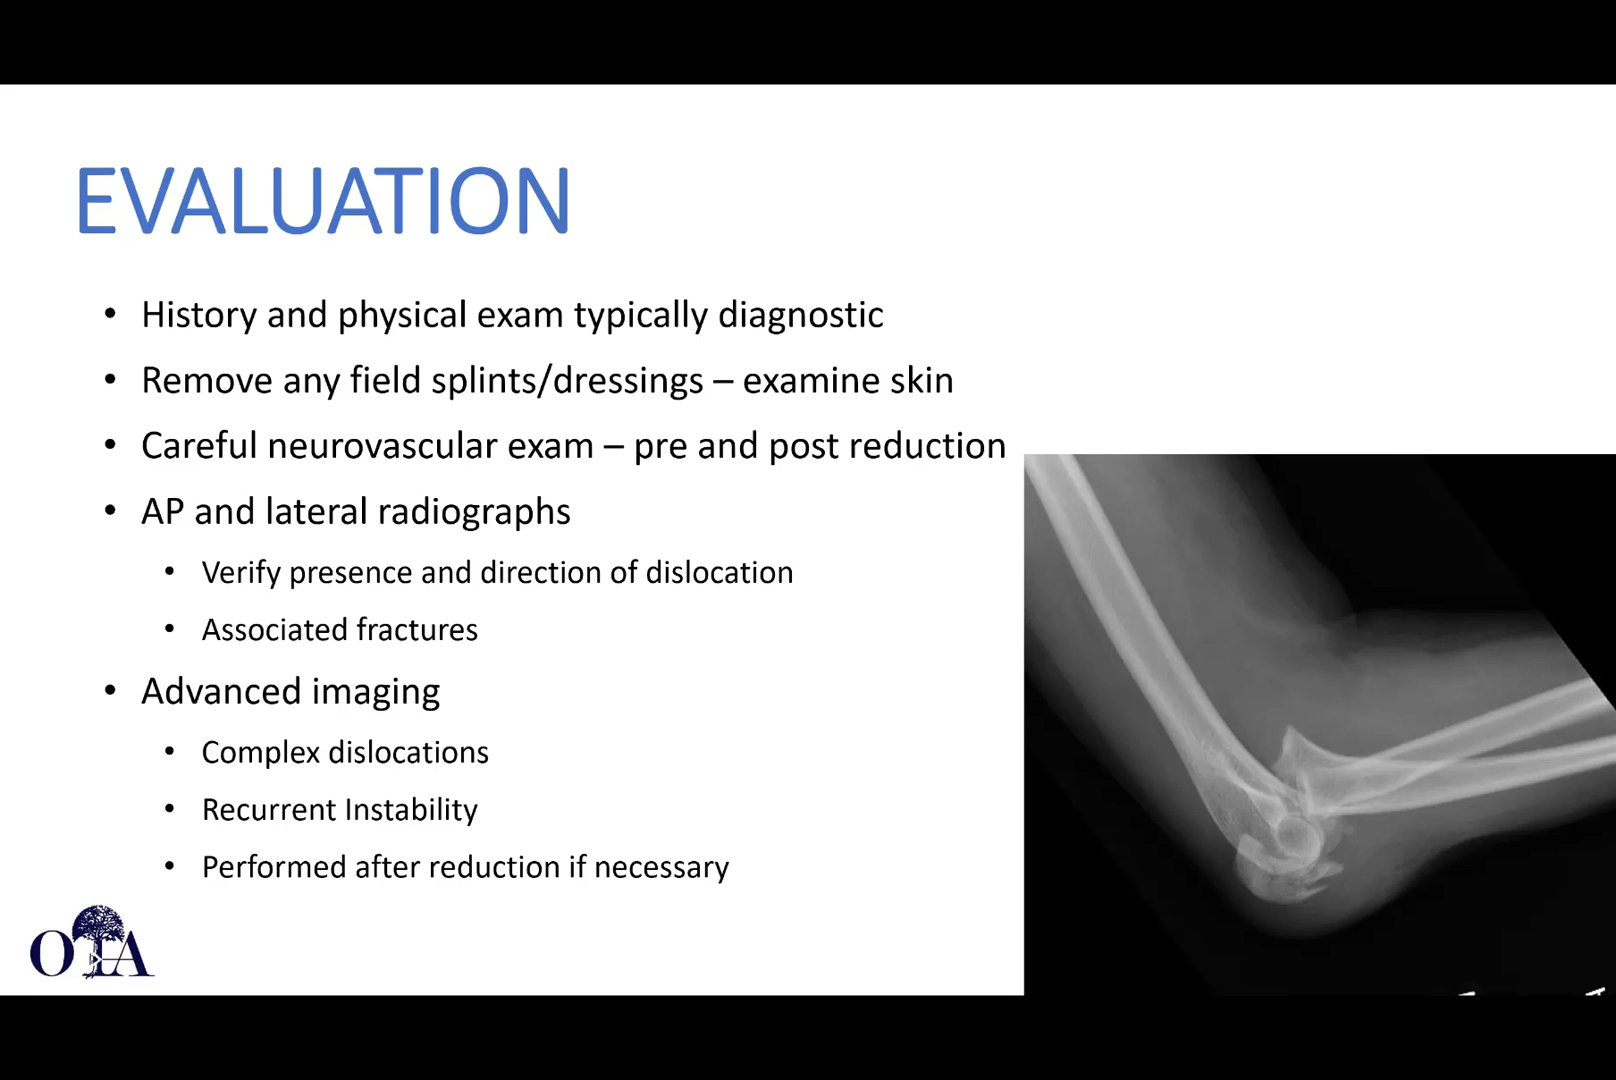 EVALUATION
• History and physical exam typically diagnostic
• Remove any field splints/dressings – examine skin
• Careful neurovascular exam – pre and post reduction
• AP and lateral radiographs
• Verify presence and direction of dislocation
• Associated fractures
• Advanced imaging
• Complex dislocations
• Recurrent Instability
• Performed after reduction if necessary
OTA